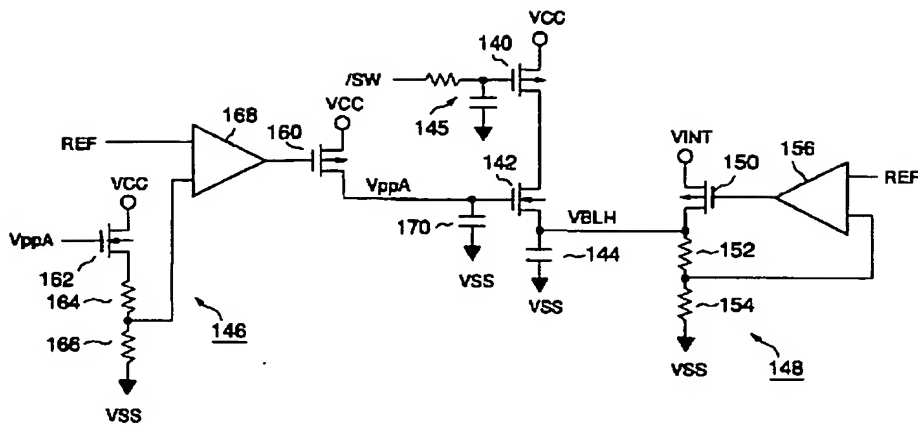 VCC
140
/SW
145
VCC
168
160
REF
VINT
156
150
REF
142
VppA
VBLH
VCC
VppA
170
144
152
162
VSS
VSS
164
146
154
166
148
VSS
VSS